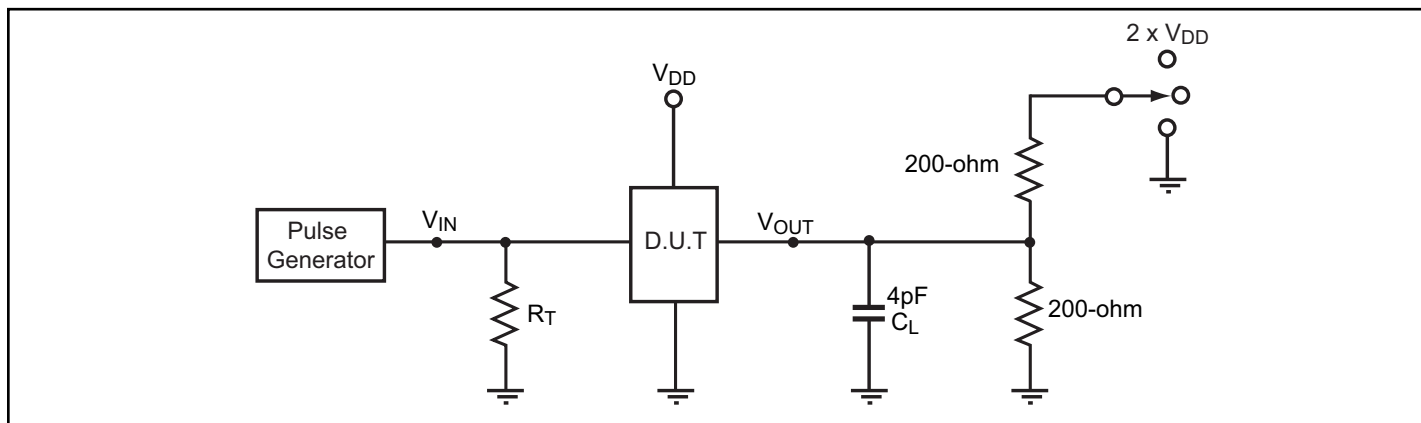 2 x VDD
VDD
200-ohm
Pulse
Generator
VIN
D.U.T
VOUT
RT
4pF
CL
200-ohm